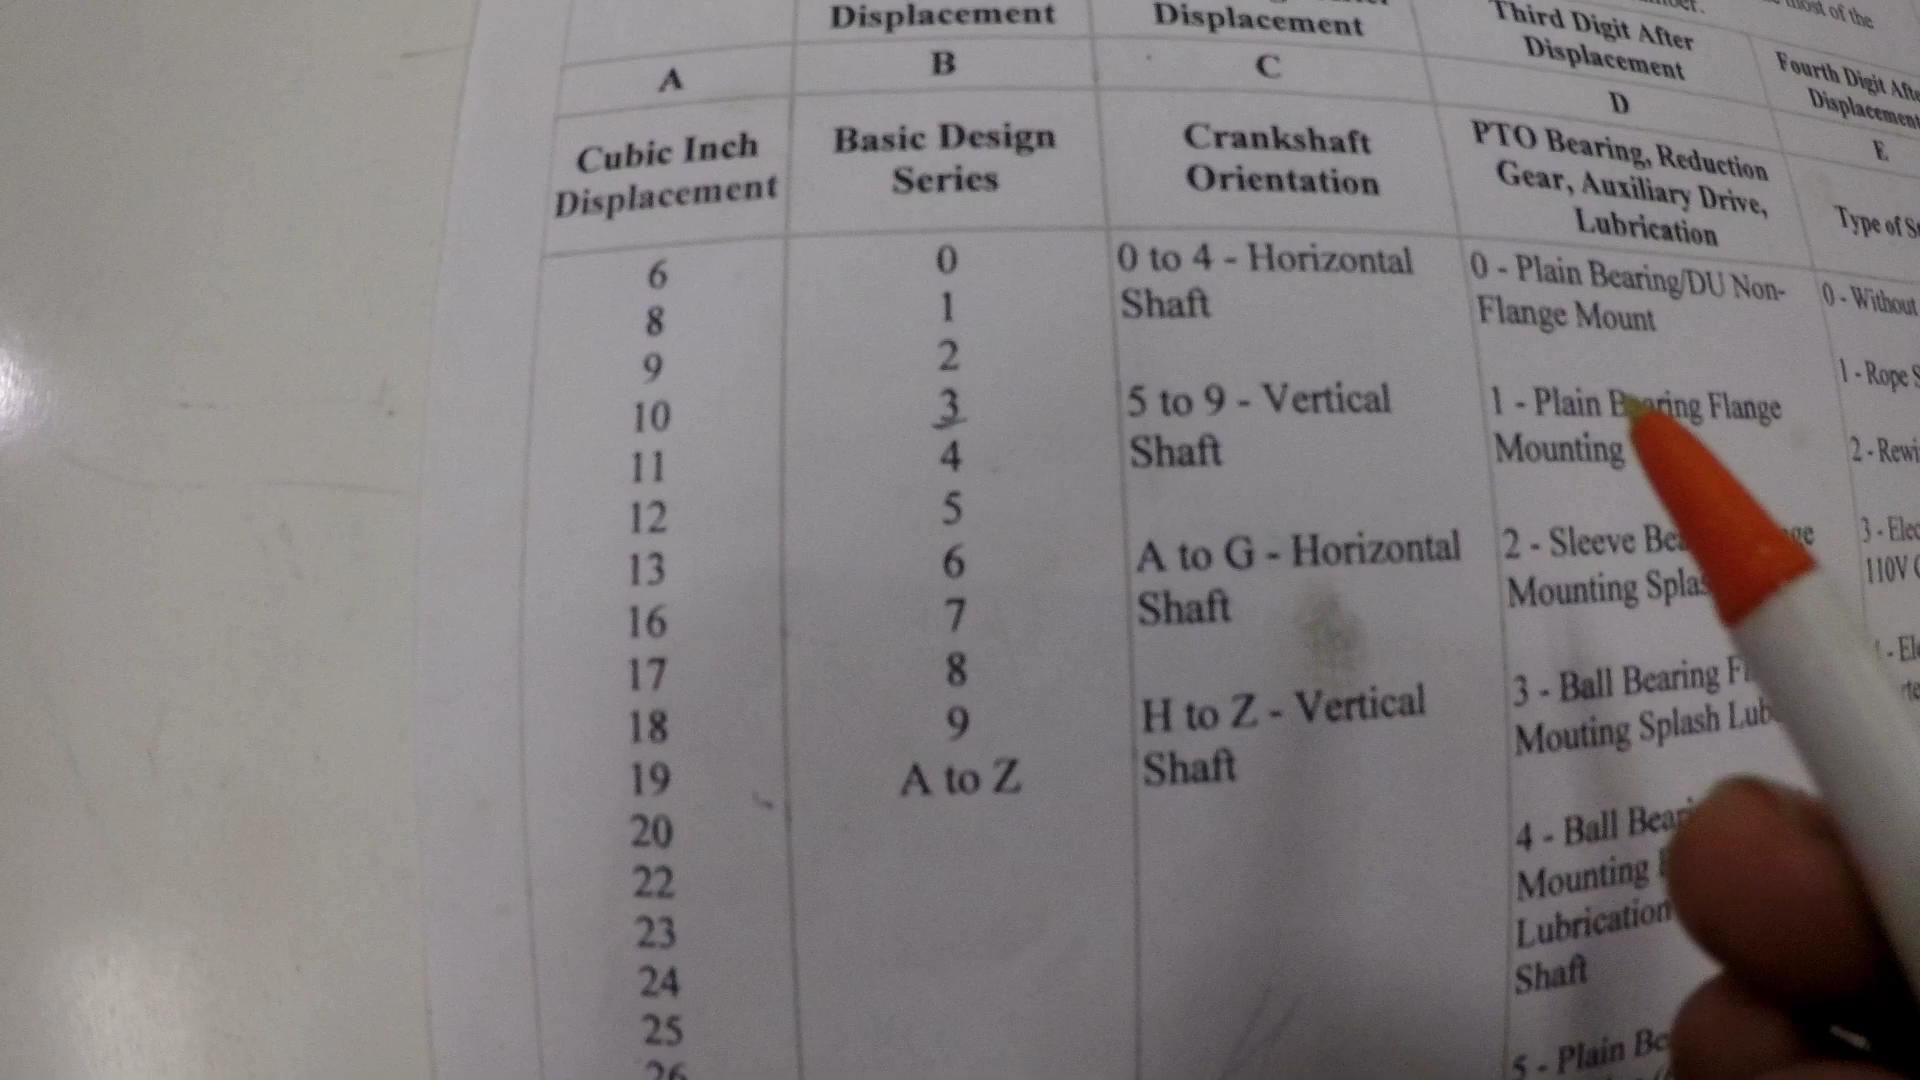 most of the
Displacement
Displacement
Third Digit After
Displacement
Fourth Digit
Displacement
A
B
C
D
E
Cubic Inch
Displacement
Basic Design
Series
Crankshaft
Orientation
PTO Bearing, Reduction
Gear, Auxiliary Drive,
Lubrication
Type of
6
8
9
10
11
12
13
16
17
18
19
20
22
23
24
25
26
0
1
2
3
4
5
6
7
8
9
A to Z
0 to 4 - Horizontal
Shaft
5 to 9 - Vertical
Shaft
A to G - Horizontal
Shaft
H to Z - Vertical
Shaft
0 - Plain Bearing/DU Non-
Flange Mount
1 - Plain Bearing Flange
Mounting
2 - Sleeve
Mounting
3 - Ball Bearing
Mouting Splash
4 - Ball
Mounting
Lubrication
Shaft
5 - Plain
0 - Without
1 - Rope
2 -
3 -
110V